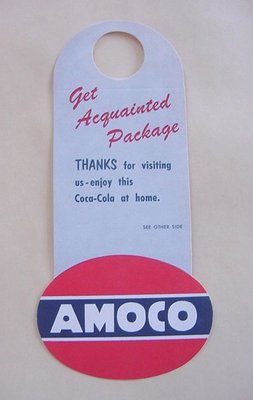 Get
Acquainted
Package
THANKS for visiting
us-enjoy this
Coca-Cola at home.
SEE OTHER SIDE
AMOCO